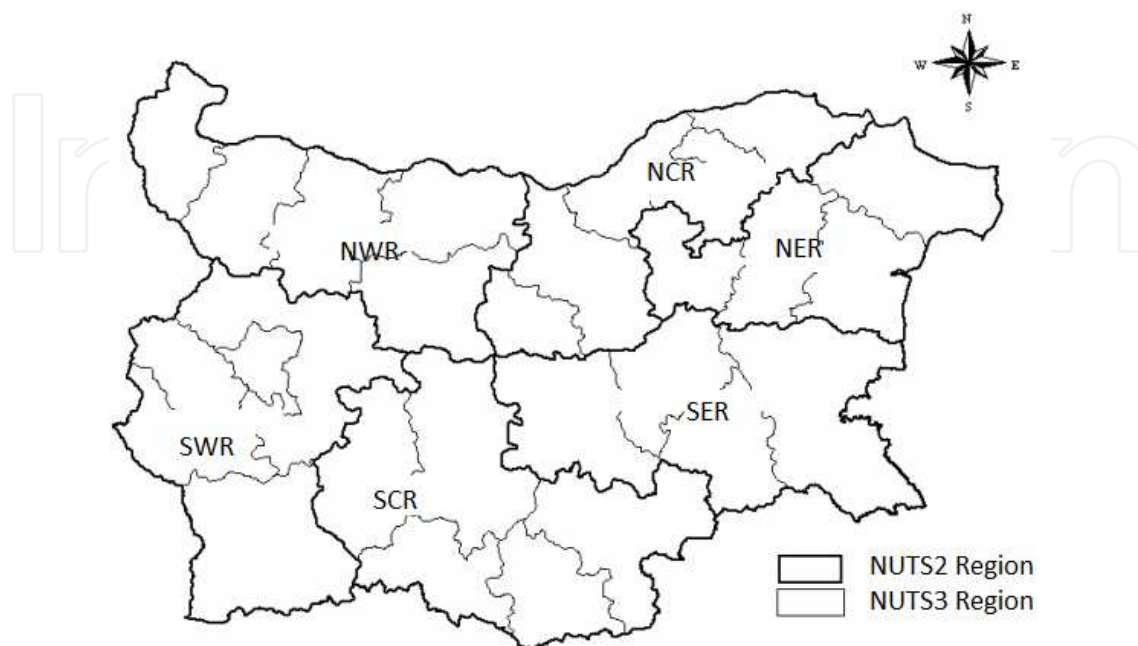 N
W E
S
NCR
NWR
NER
SER
SWR
SCR
NUTS2 Region
NUTS3 Region